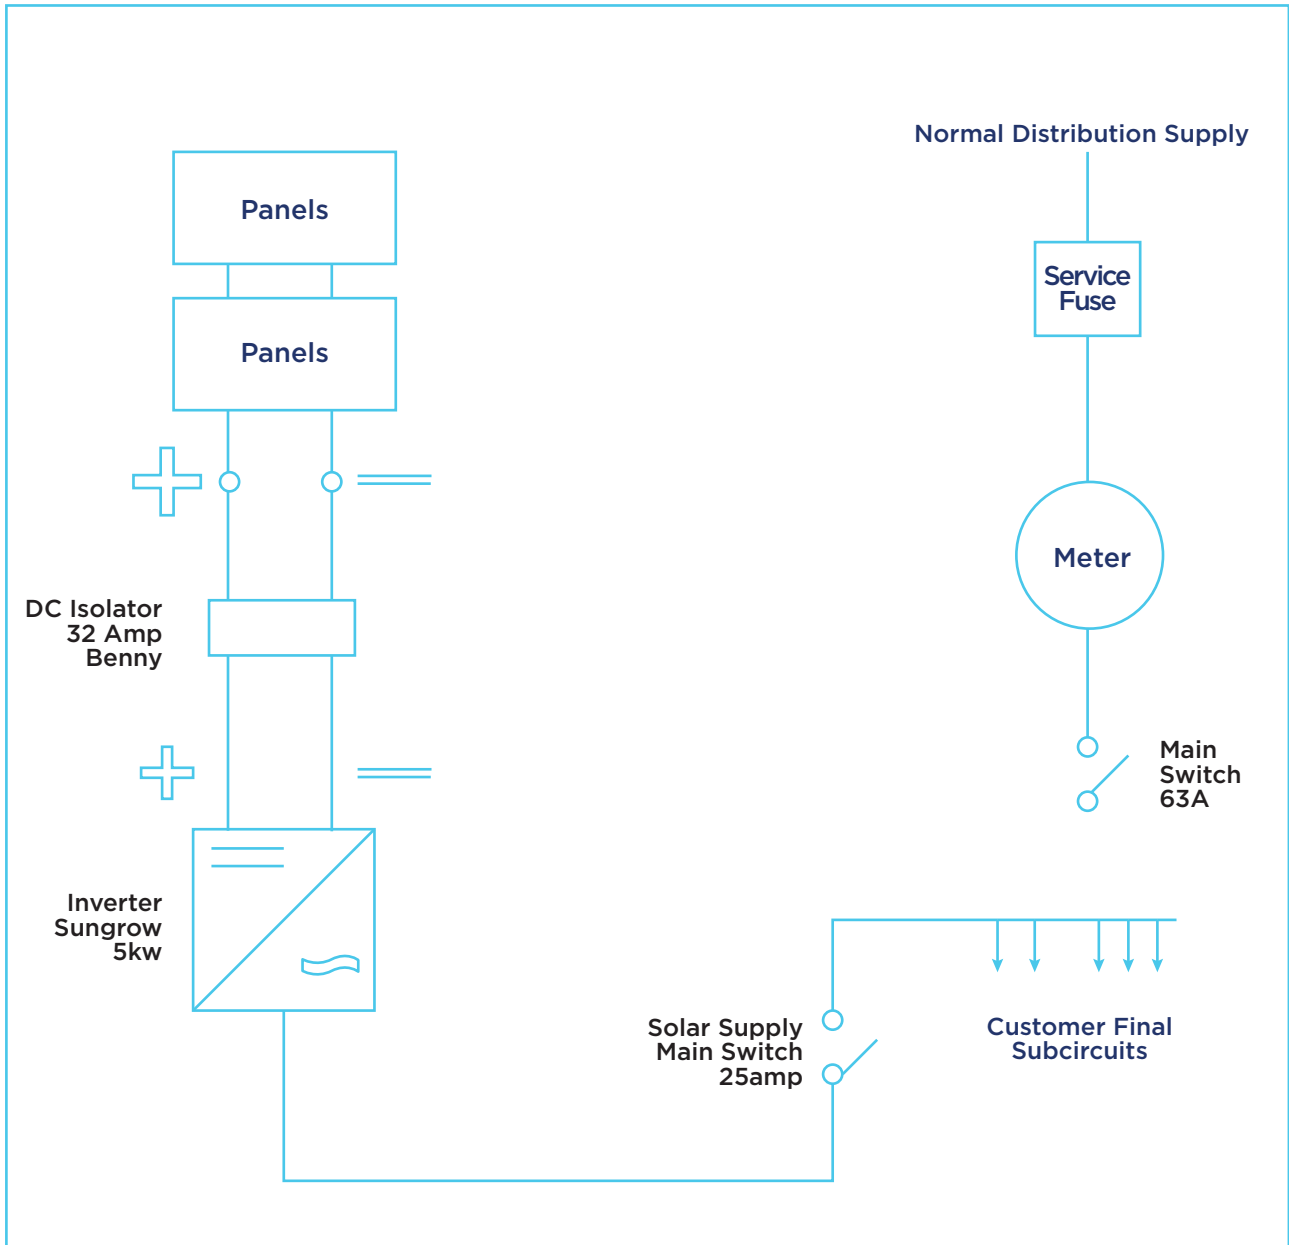 Normal Distribution Supply
Panels
Service
Fuse
Panels
Meter
DC Isolator
32 Amp
Benny
Main
Switch
63A
Inverter
Sungrow
5kw
Solar Supply
Main Switch
25amp
Customer Final
Subcircuits